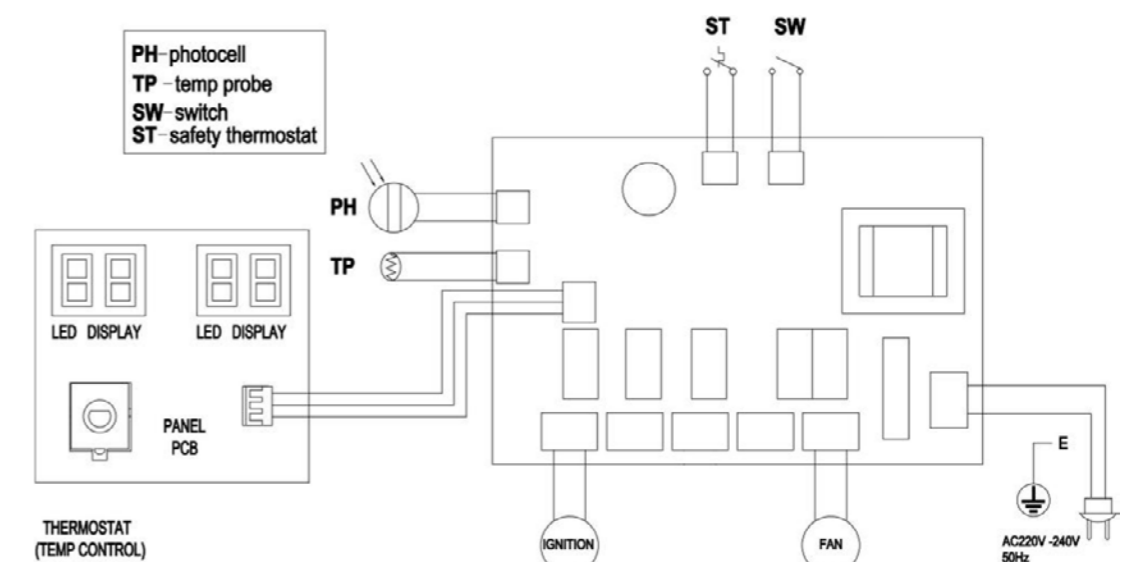 ST SW
PH-photocell
TP -temp probe
SW-switch
ST-safety thermostat
PH
TP
LED DISPLAY LED DISPLAY
PANEL
PCB
E
THERMOSTAT
(TEMP CONTROL)
IGNITION
FAN
AC220V -240V
50Hz